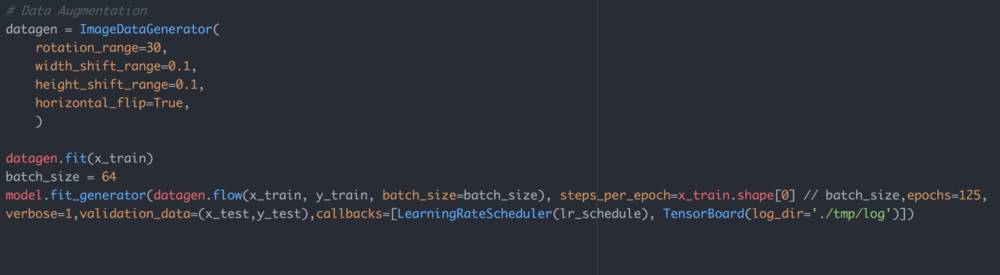 # Data Augmentation
datagen = ImageDataGenerator(
    rotation_range=30,
    width_shift_range=0.1,
    height_shift_range=0.1,
    horizontal_flip=True,
    )

datagen.fit(x_train)
batch_size = 64
model.fit_generator(datagen.flow(x_train, y_train, batch_size=batch_size), steps_per_epoch=x_train.shape[0] // batch_size,epochs=125,
verbose=1,validation_data=(x_test,y_test),callbacks=[LearningRateScheduler(lr_schedule), TensorBoard(log_dir='./tmp/log')])